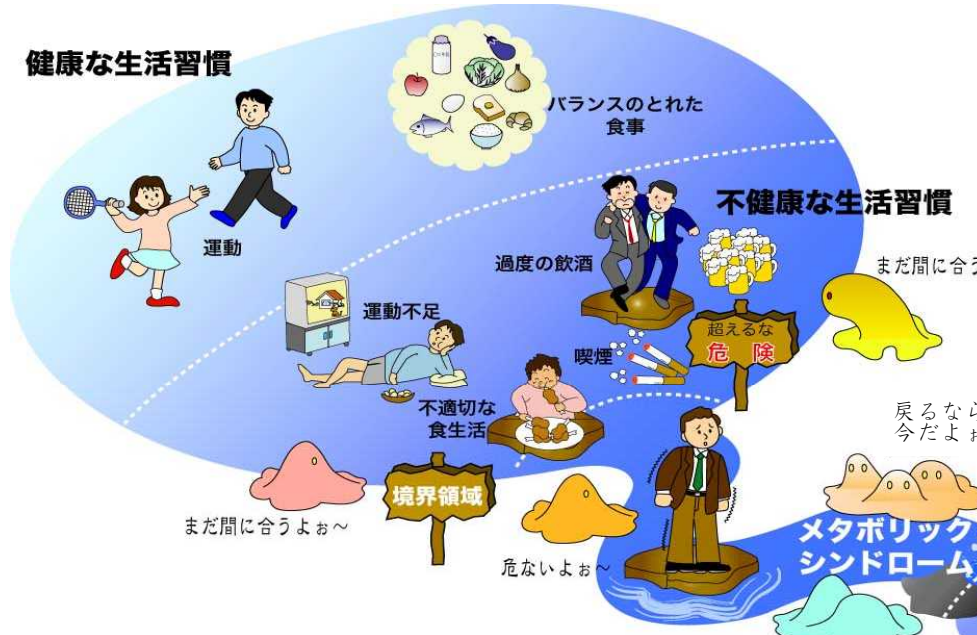 健康な生活習慣
バランスのとれた
食事
運動
不健康な生活習慣
過度の飲酒
まだ間に合う
運動不足
超えるな
危 険
喫煙
不適切な
食生活
戻るなら
今だよぉ
境界領域
まだ間に合うよぉ～
危ないよぉ～
メタボリック
シンドローム